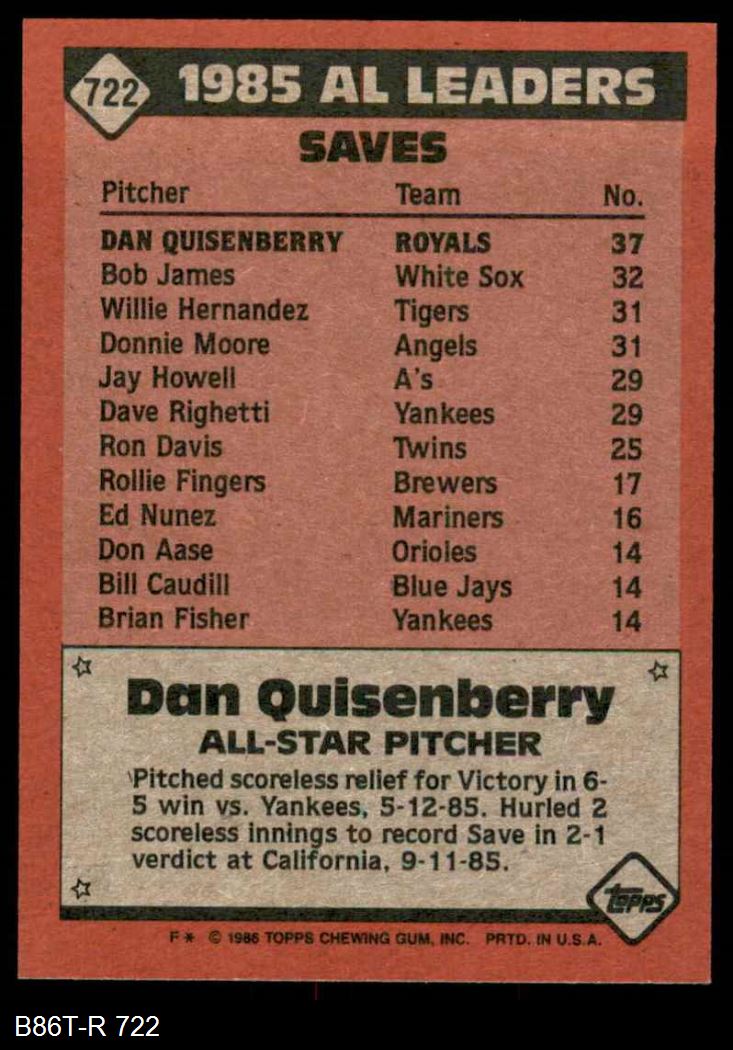 722 1985 AL LEADERS
SAVES
Pitcher Team No.
DAN QUISENBERRY ROYALS 37
Bob James White Sox 32
Willie Hernandez Tigers 31
Donnie Moore Angels 31
Jay Howell A's 29
Dave Righetti Yankees 29
Ron Davis Twins 25
Rollie Fingers Brewers 17
Ed Nunez Mariners 16
Don Aase Orioles 14
Bill Caudill Blue Jays 14
Brian Fisher Yankees 14
Dan Quisenberry
ALL-STAR PITCHER
Pitched scoreless relief for Victory in 6-
5 win vs. Yankees, 5-12-85. Hurled 2
scoreless innings to record Save in 2-1
verdict at California, 9-11-85.
topps
F * © 1986 TOPPS CHEWING GUM, INC. PRTD. IN U.S.A.
B86T-R 722